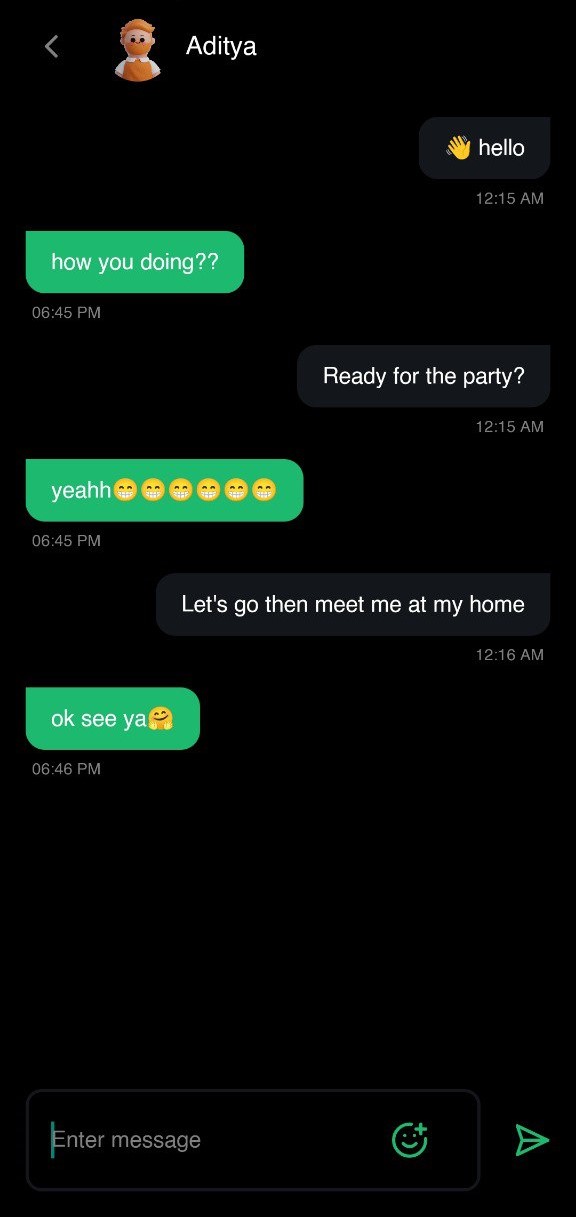 Aditya
👋 hello
12:15 AM
how you doing??
06:45 PM
Ready for the party?
12:15 AM
yeahh😁😁😁😁😁😁
06:45 PM
Let's go then meet me at my home
12:16 AM
ok see ya🤗
06:46 PM
Enter message